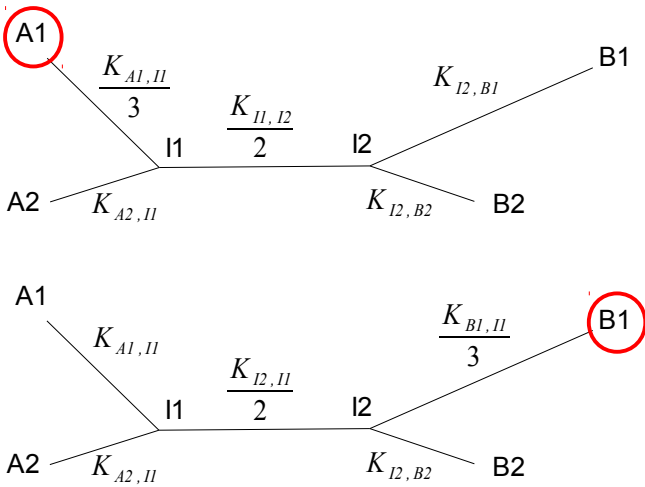 A1
K_{A1,I1}/3
K_{I1,I2}/2
K_{I2,B1}
B1
I1
I2
A2
K_{A2,I1}
K_{I2,B2}
B2
A1
K_{A1,I1}
K_{I2,I1}/2
K_{B1,I1}/3
B1
I1
I2
A2
K_{A2,I1}
K_{I2,B2}
B2